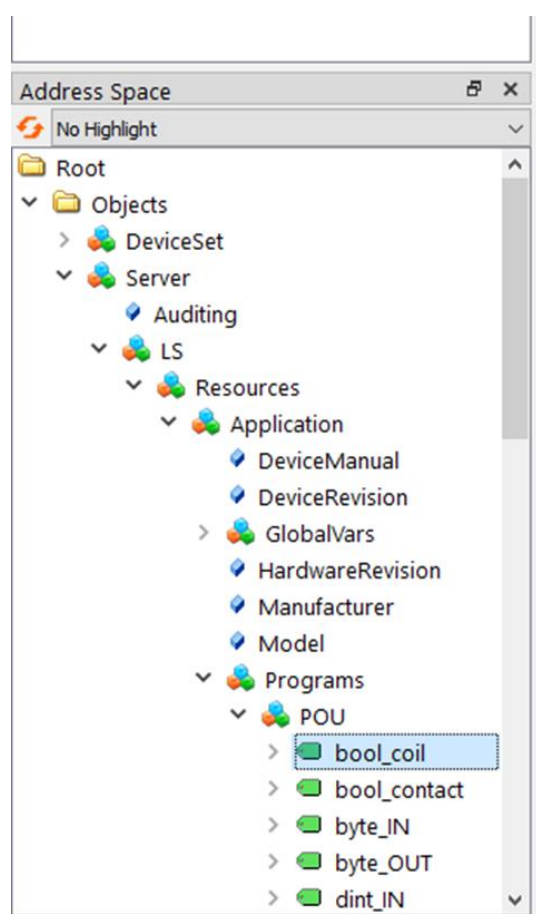 Address Space
No Highlight
Root
Objects
DeviceSet
Server
Auditing
LS
Resources
Application
DeviceManual
DeviceRevision
GlobalVars
HardwareRevision
Manufacturer
Model
Programs
POU
bool_coil
bool_contact
byte_IN
byte_OUT
dint_IN